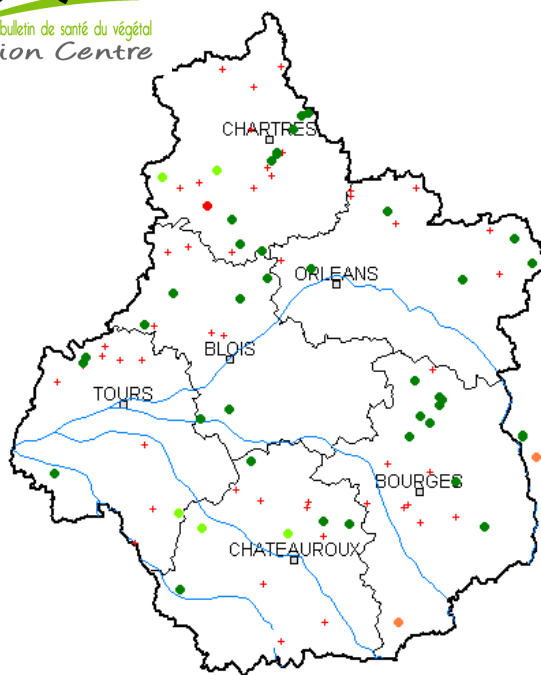 bulletin de santé du végétal
ion Centre
CHARTRES
ORLEANS
BLOIS
TOURS
BOURGES
CHATEAUROUX